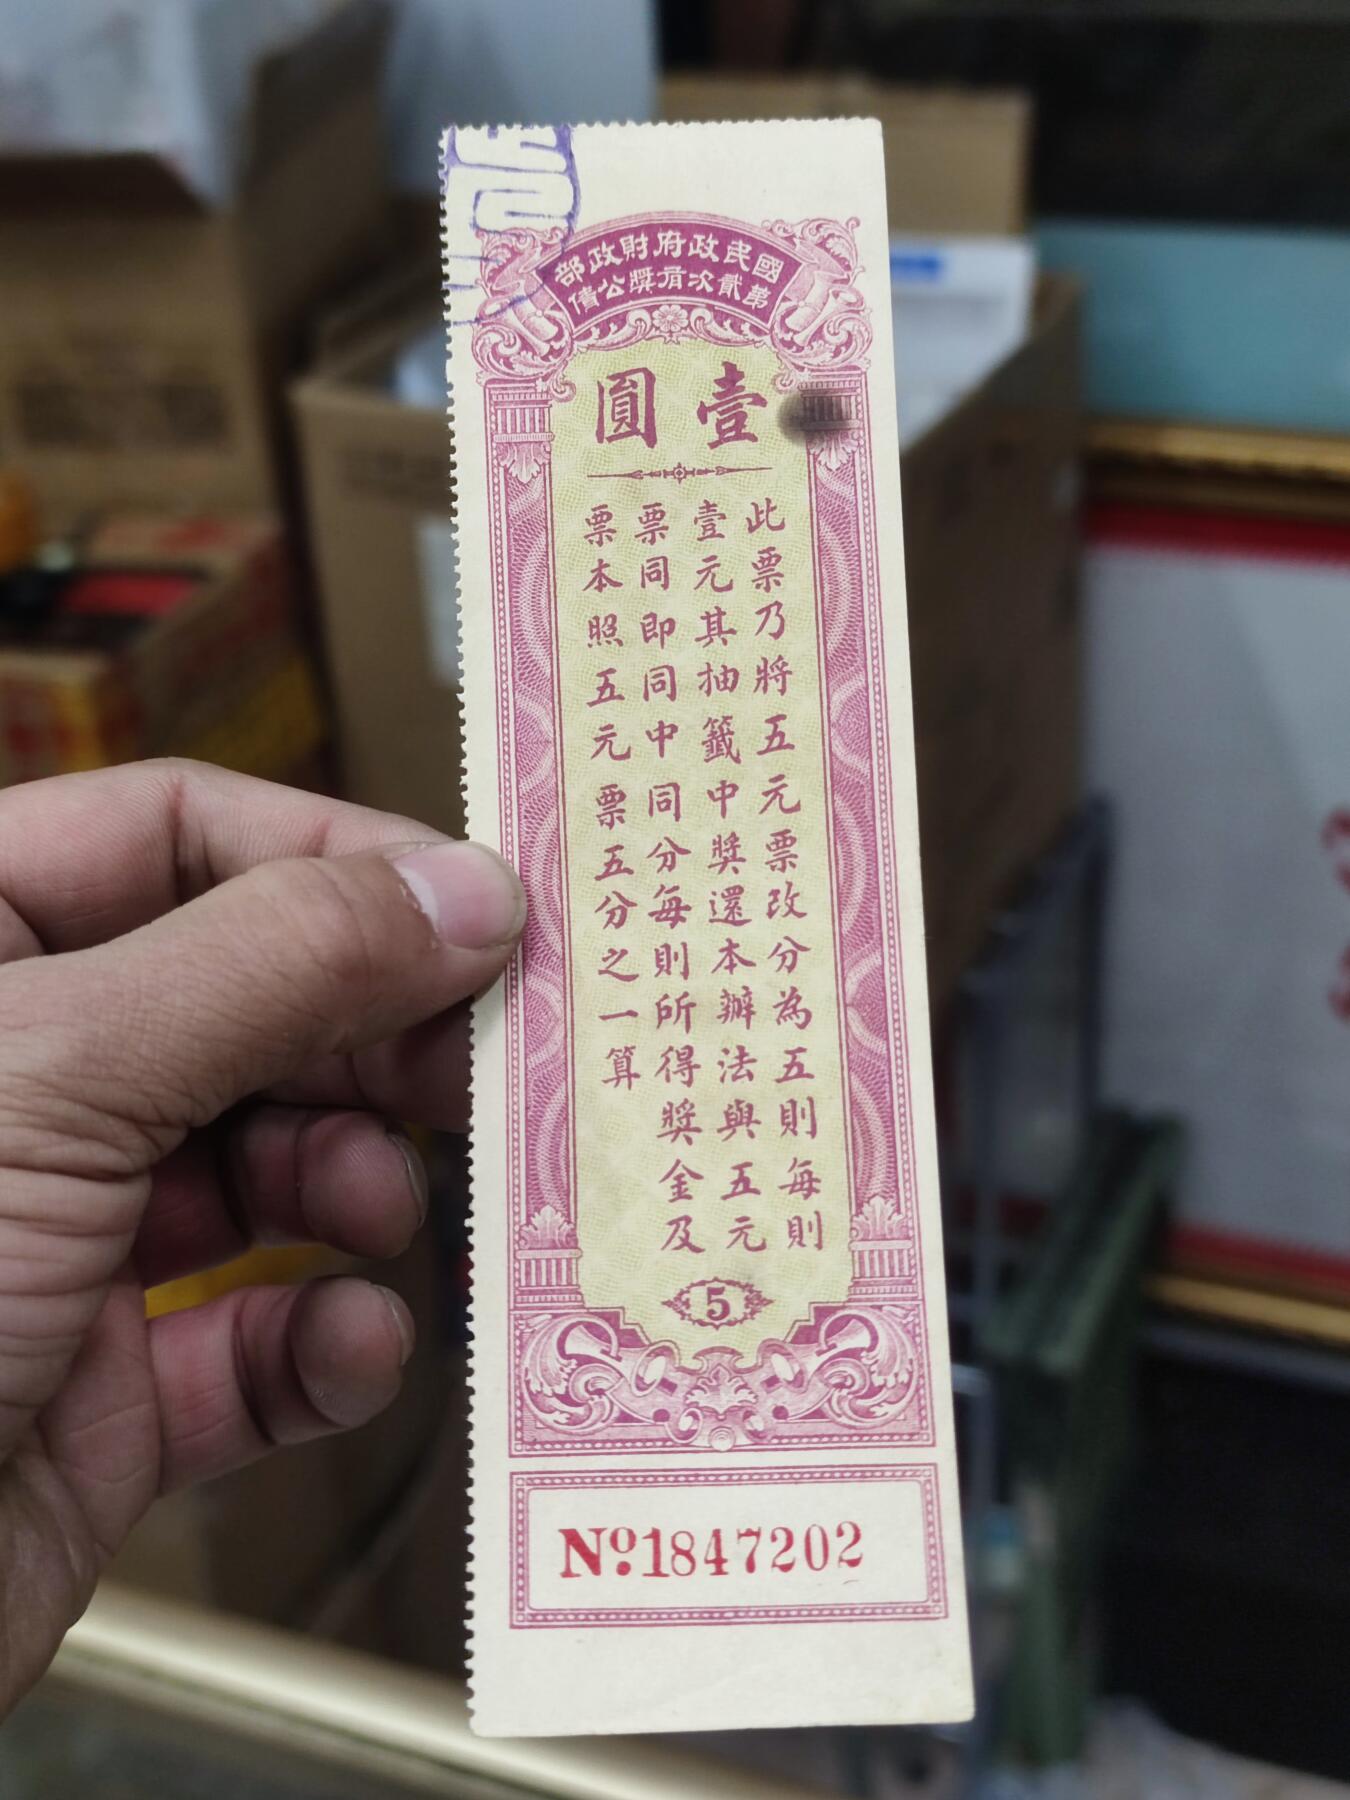 國民政府財政部
第貳次有獎公債
壹圓
此票乃將五元票改分為五則每則
壹元其抽籤中獎還本辦法與五元
票同即同中同分每則所得獎金及
票本照五元票五分之一算
5
Nº1847202